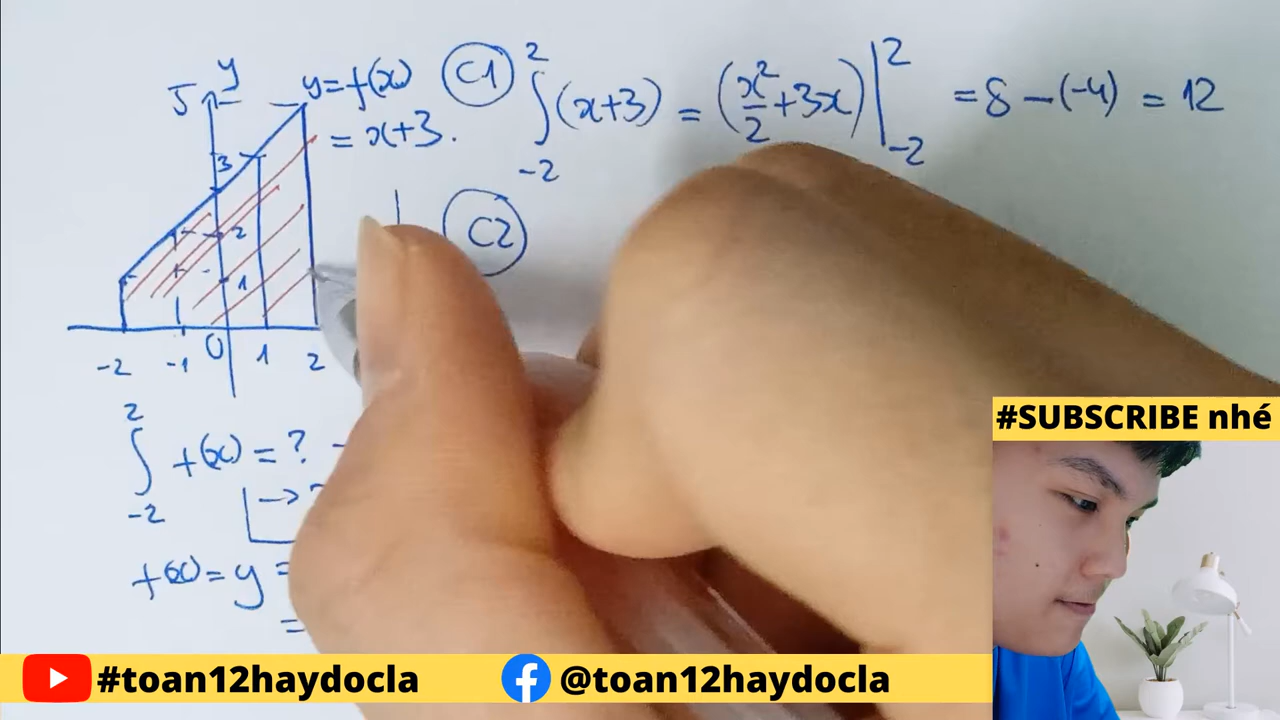 5 y y=f(x)
= x+3.
3
2
1
-2 -1 O 1 2
C1 ∫_{-2}^{2} (x+3) = (x²/2 + 3x) |_{-2}^{2} = 8 - (-4) = 12
C2
∫_{-2}^{2} f(x) = ?
→
f(x) = y =
=
#SUBSCRIBE nhé
#toan12haydocla @toan12haydocla